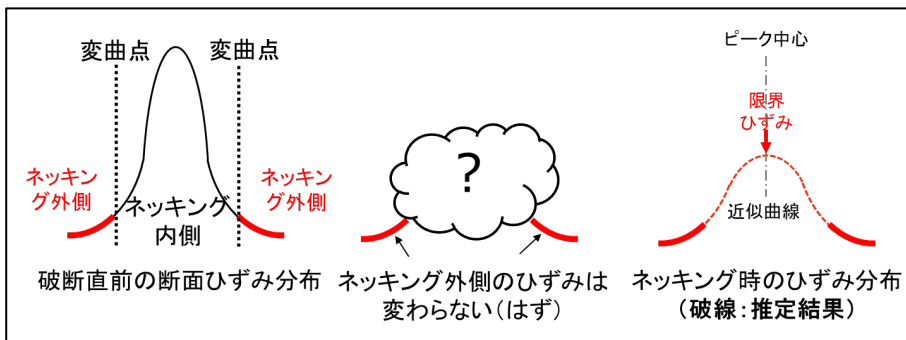 変曲点
変曲点
ネッキン
グ外側
ネッキング
内側
ネッキン
グ外側
破断直前の断面ひずみ分布
?
ネッキング外側のひずみは
変わらない(はず)
ピーク中心
限界
ひずみ
近似曲線
ネッキング時のひずみ分布
(破線:推定結果)